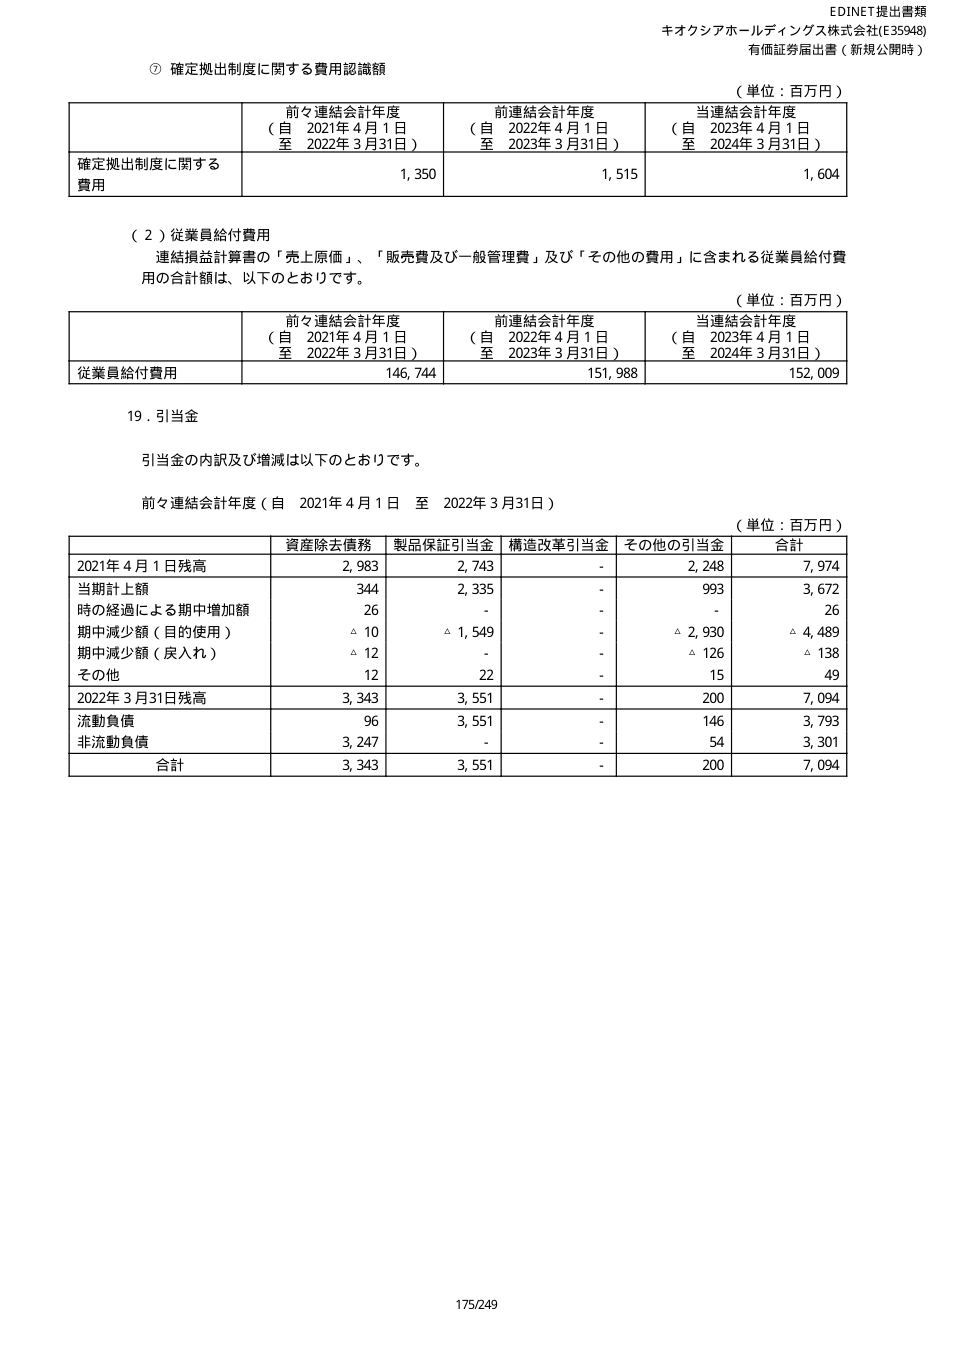 EDINET提出書類
キオクシアホールディングス株式会社(E35948)
有価証券届出書(新規公開時)
⑦ 確定拠出制度に関する費用認識額
(単位:百万円)
前々連結会計年度 前連結会計年度 当連結会計年度
(自 2021年4月1日 (自 2022年4月1日 (自 2023年4月1日
至 2022年3月31日) 至 2023年3月31日) 至 2024年3月31日)
確定拠出制度に関する
費用 1,350 1,515 1,604
(2)従業員給付費用
連結損益計算書の「売上原価」、「販売費及び一般管理費」及び「その他の費用」に含まれる従業員給付費
用の合計額は、以下のとおりです。
(単位:百万円)
前々連結会計年度 前連結会計年度 当連結会計年度
(自 2021年4月1日 (自 2022年4月1日 (自 2023年4月1日
至 2022年3月31日) 至 2023年3月31日) 至 2024年3月31日)
従業員給付費用 146,744 151,988 152,009
19.引当金
引当金の内訳及び増減は以下のとおりです。
前々連結会計年度(自 2021年4月1日 至 2022年3月31日)
(単位:百万円)
資産除去債務 製品保証引当金 構造改革引当金 その他の引当金 合計
2021年4月1日残高 2,983 2,743 - 2,248 7,974
当期計上額 344 2,335 - 993 3,672
時の経過による期中増加額 26 - - - 26
期中減少額(目的使用) △10 △1,549 - △2,930 △4,489
期中減少額(戻入れ) △12 - - △126 △138
その他 12 22 - 15 49
2022年3月31日残高 3,343 3,551 - 200 7,094
流動負債 96 3,551 - 146 3,793
非流動負債 3,247 - - 54 3,301
合計 3,343 3,551 - 200 7,094
175/249